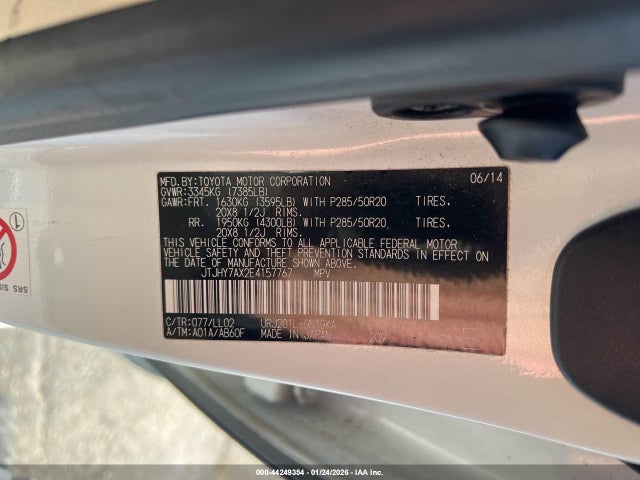 MFD.BY:TOYOTA MOTOR CORPORATION 06/14
GVWR:3345KG (7385LB)
GAWR:FRT. 1630KG (3595LB) WITH P285/50R20 TIRES,
20X8 1/2J RIMS.
RR. 1950KG (4300LB) WITH P285/50R20 TIRES,
20X8 1/2J RIMS.
THIS VEHICLE CONFORMS TO ALL APPLICABLE FEDERAL MOTOR
VEHICLE SAFETY AND THEFT PREVENTION STANDARDS IN EFFECT
ON THE DATE OF MANUFACTURE SHOWN ABOVE.
JTJHY7AX2E4157767 MPV
C/TR:077/LL02
A/TM:A01A/AB60F MADE IN JAPAN 209
SRS SID
00-44249354 - 01/24/2026 - © IAA Inc.